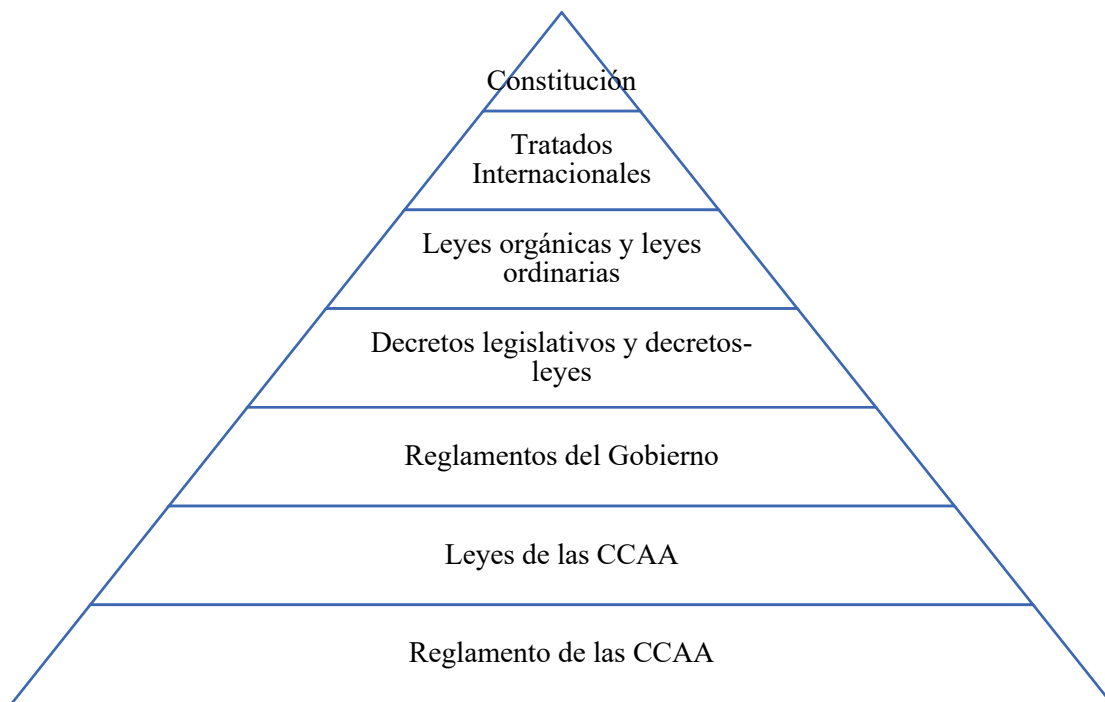 Constitución
Tratados
Internacionales
Leyes orgánicas y leyes
ordinarias
Decretos legislativos y decretos-
leyes
Reglamentos del Gobierno
Leyes de las CCAA
Reglamento de las CCAA